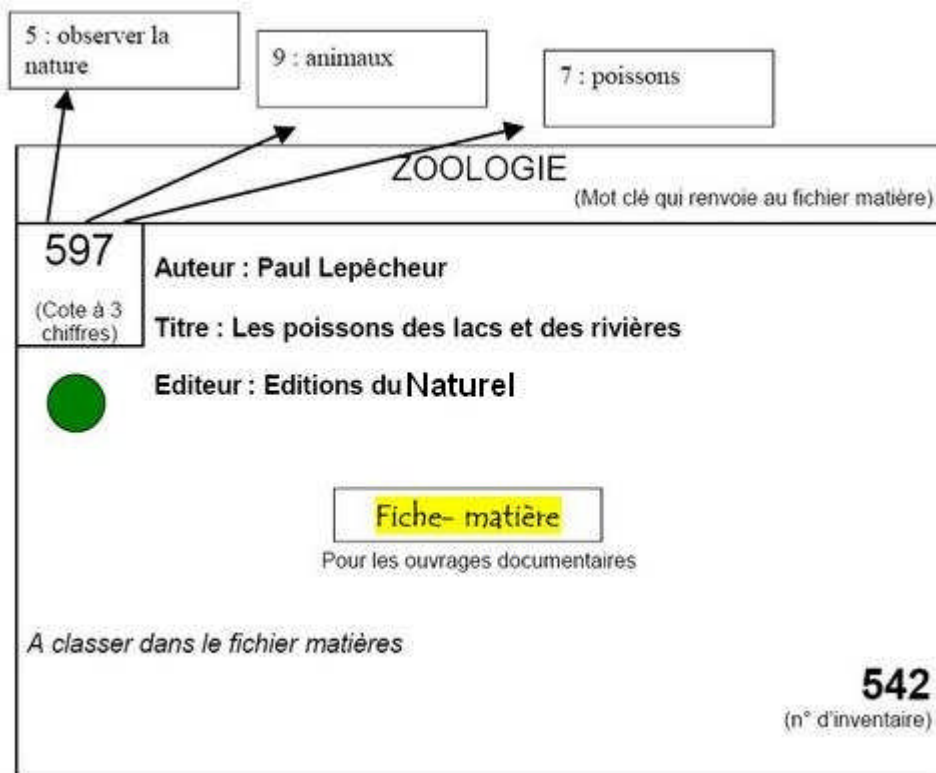 5 : observer la
nature
9 : animaux
7 : poissons
ZOOLOGIE
(Mot clé qui renvoie au fichier matière)
597
(Cote à 3
chiffres)
Auteur : Paul Lepêcheur
Titre : Les poissons des lacs et des rivières
Editeur : Editions du Naturel
Fiche- matière
Pour les ouvrages documentaires
A classer dans le fichier matières
542
(n° d'inventaire)